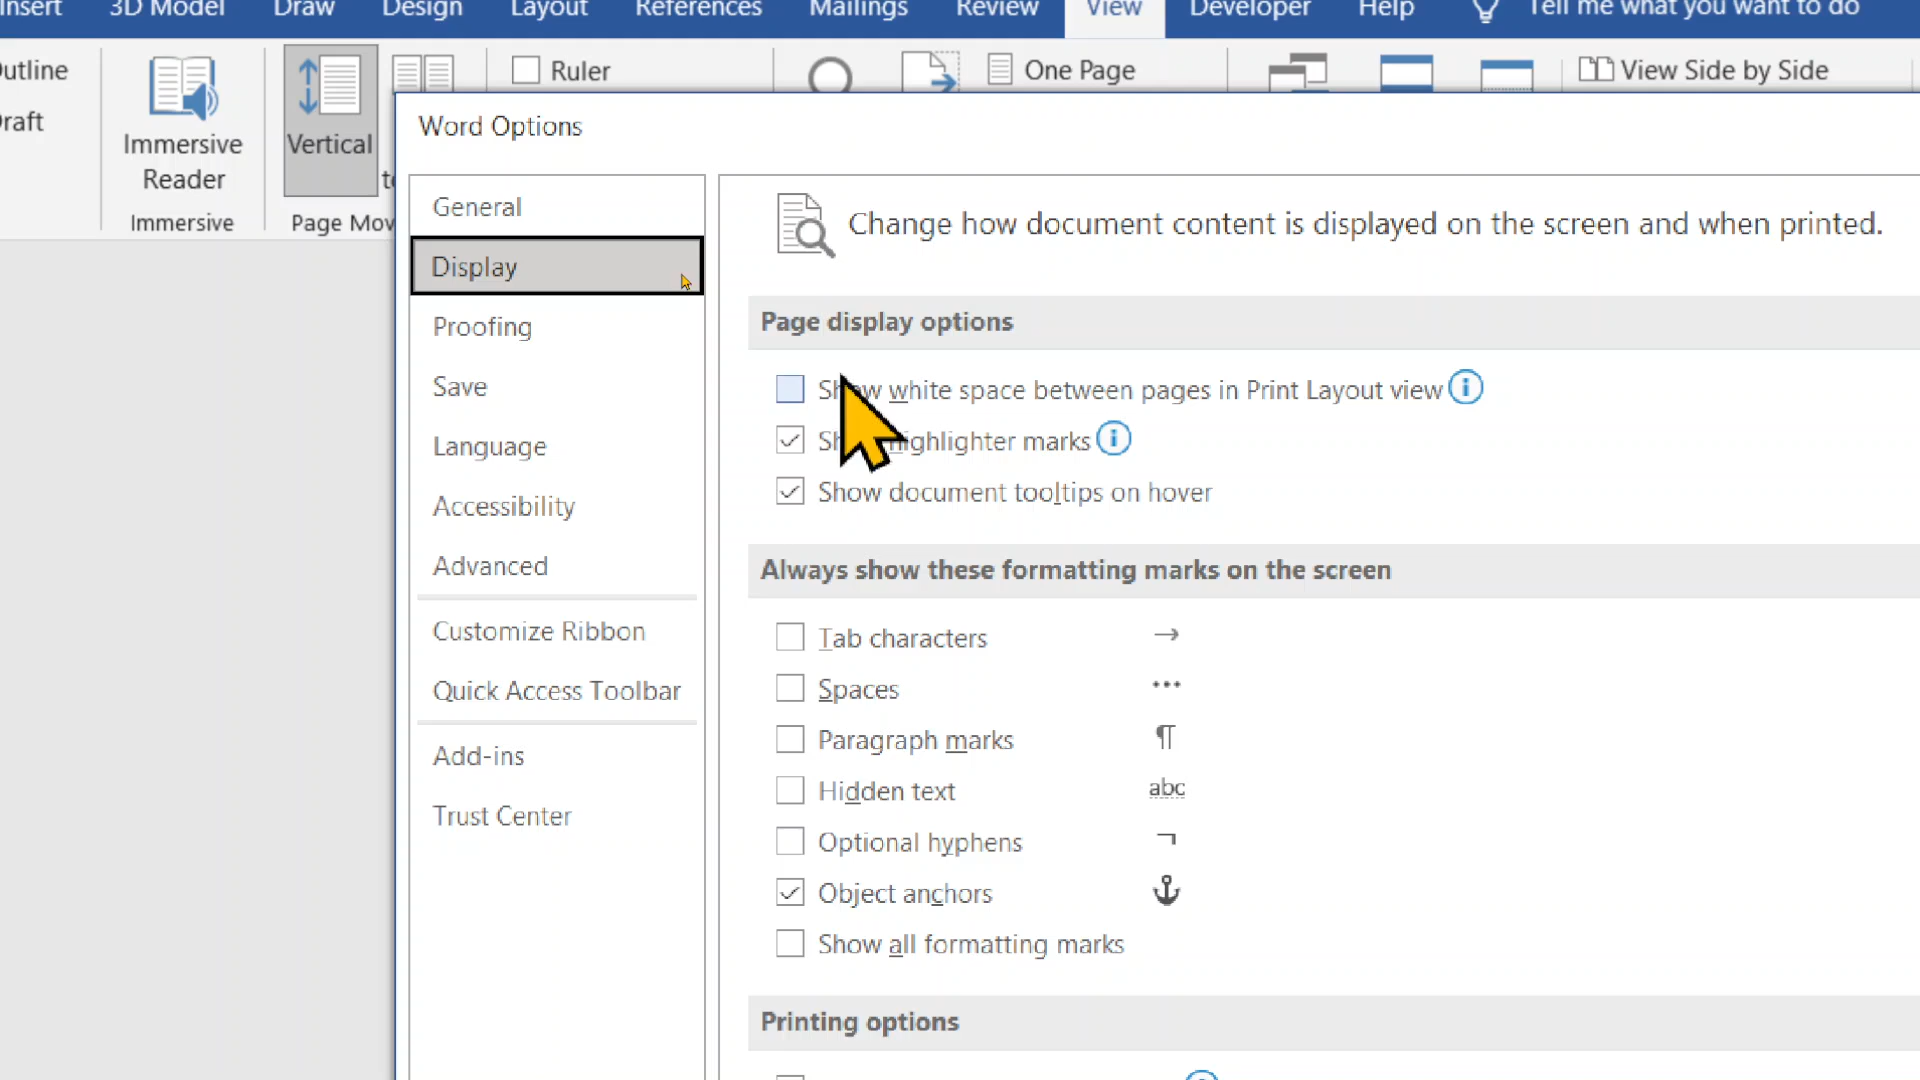 Insert 3D Model Draw Design Layout References Mailings Review View Developer Help Tell me what you want to do
utline
raft
Immersive
Reader
Immersive
Vertical
Page Mov
Ruler
One Page
View Side by Side
Word Options
General
Display
Proofing
Save
Language
Accessibility
Advanced
Customize Ribbon
Quick Access Toolbar
Add-ins
Trust Center
Change how document content is displayed on the screen and when printed.
Page display options
Show white space between pages in Print Layout view
Show highlighter marks
Show document tooltips on hover
Always show these formatting marks on the screen
Tab characters →
Spaces •••
Paragraph marks ¶
Hidden text abc
Optional hyphens ¬
Object anchors
Show all formatting marks
Printing options